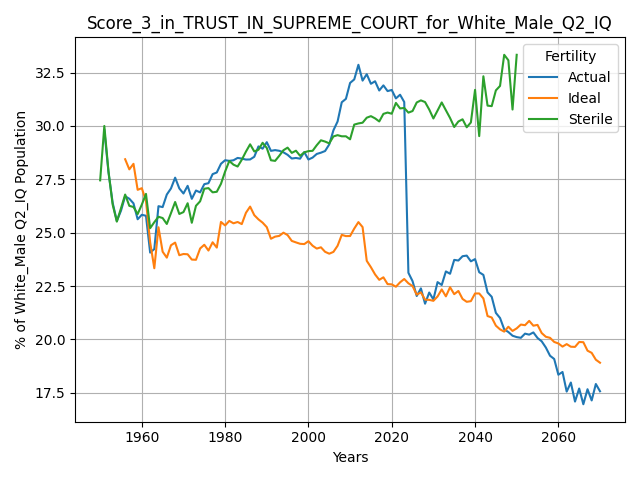 Score_3_in_TRUST_IN_SUPREME_COURT_for_White_Male_Q2_IQ
Fertility
Actual
Ideal
Sterile
% of White_Male Q2_IQ Population
32.5
30.0
27.5
25.0
22.5
20.0
17.5
1960 1980 2000 2020 2040 2060
Years